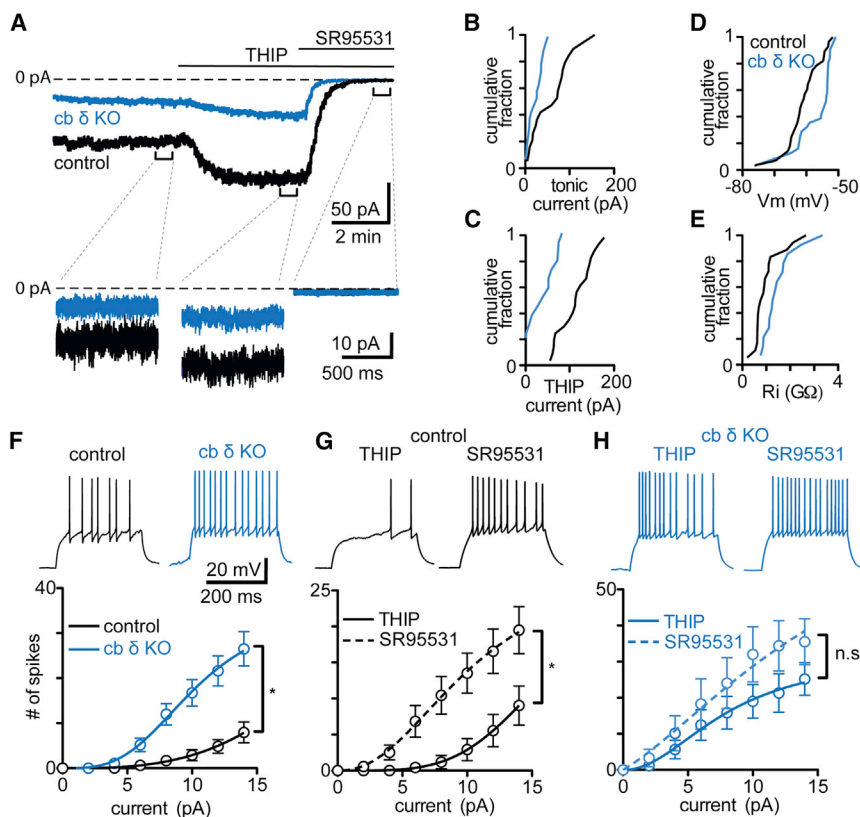 A
SR95531
THIP
0 pA
cb δ KO
control
50 pA
2 min
0 pA
10 pA
500 ms
B
1
cumulative
fraction
0
0
tonic
200
current (pA)
C
1
cumulative
fraction
0
0
THIP
200
current (pA)
D
control
cb δ KO
1
cumulative
fraction
0
-80
-50
Vm (mV)
E
1
cumulative
fraction
0
0
4
Ri (GΩ)
F
control
cb δ KO
20 mV
200 ms
40
control
cb δ KO
*
# of spikes
0
0 5 10 15
current (pA)
G
control
THIP
SR95531
25
THIP
SR95531
*
0
0 5 10 15
current (pA)
H
cb δ KO
THIP
SR95531
50
THIP
SR95531
n.s
0
0 5 10 15
current (pA)